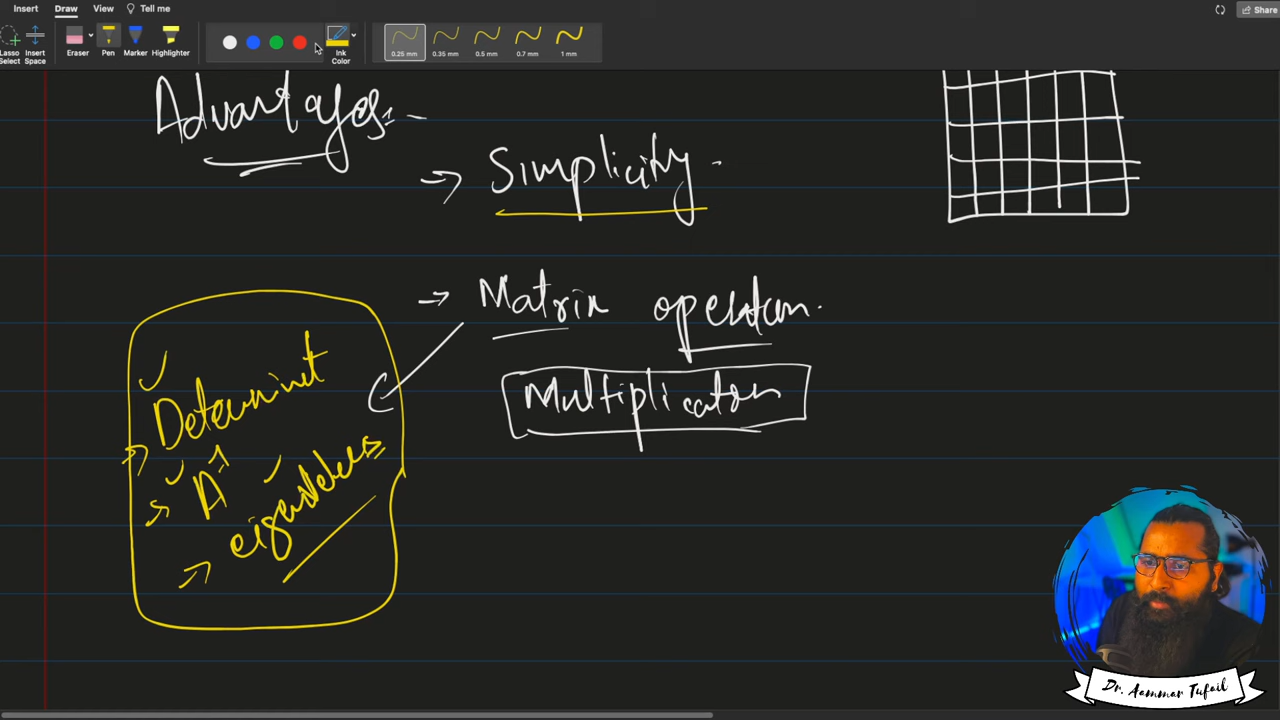 Insert Draw View Tell me
Share
Lasso Select
Insert Space
Eraser
Pen
Marker
Highlighter
Ink Color
0.25 mm
0.35 mm
0.5 mm
0.7 mm
1 mm
Advantages:-
→ Simplicity.
→ Matrix operation.
Multiplication
✓
→ Determinet
→ A⁻¹
→ eigenvalues
Dr. Aammar Tufail